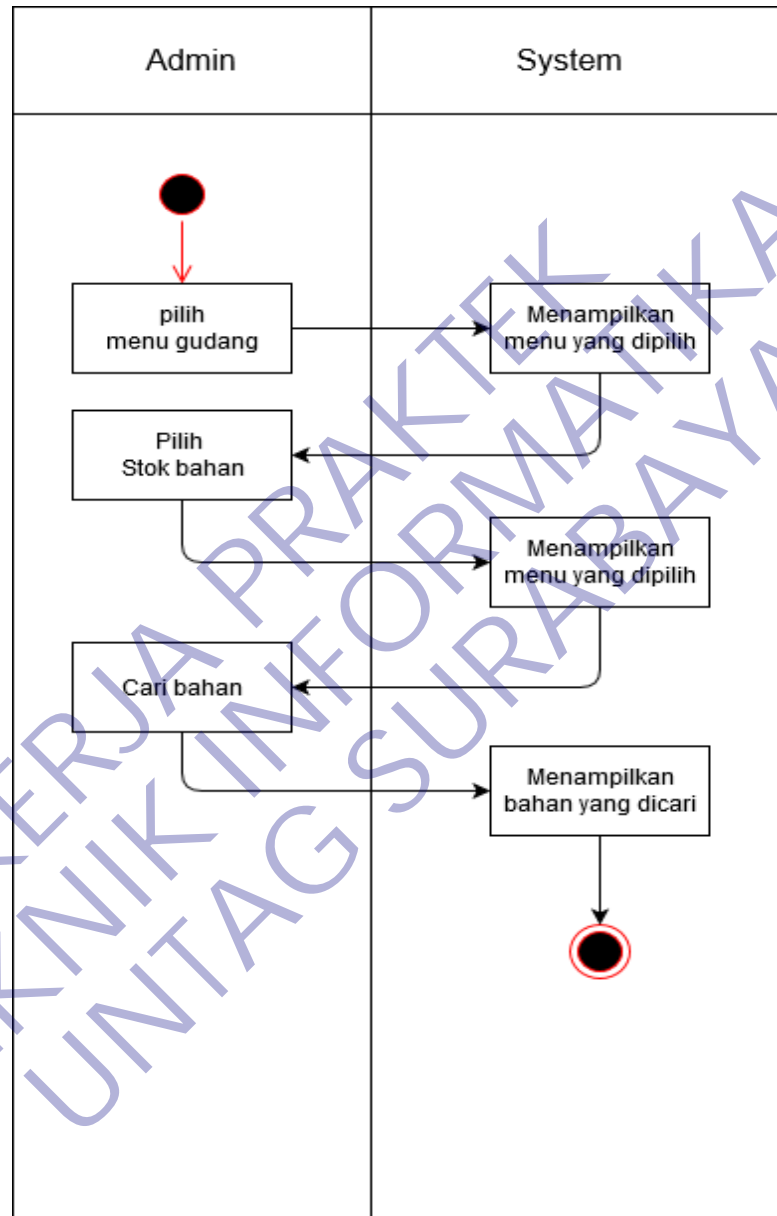 Admin
System
pilih
menu gudang
Menampilkan
menu yang dipilih
Pilih
Stok bahan
Menampilkan
menu yang dipilih
Cari bahan
Menampilkan
bahan yang dicari
KERJA PRAKTEK
TEKNIK INFORMATIKA
UNTAG SURABAYA